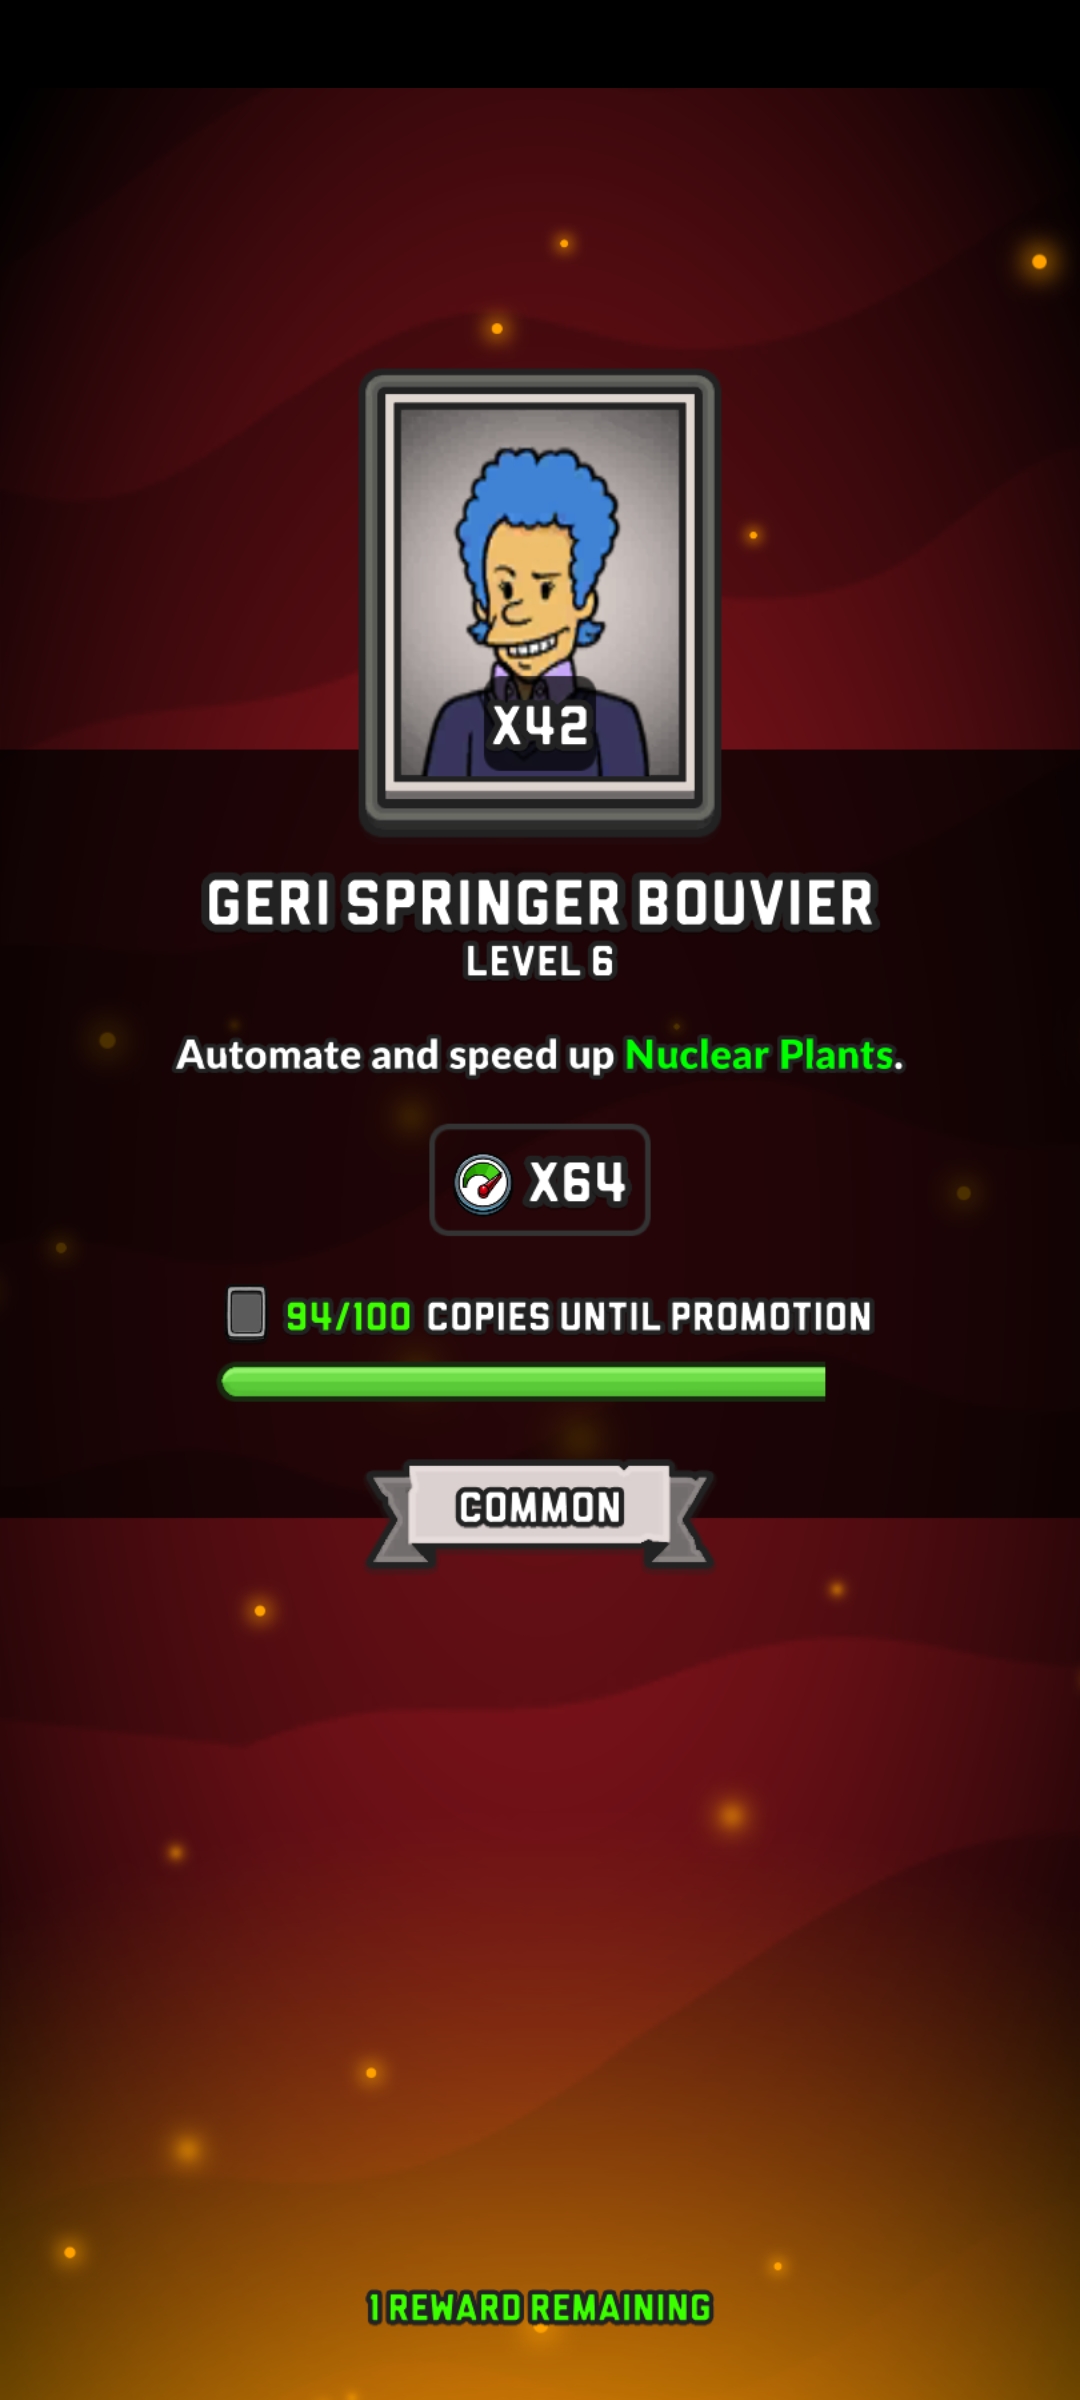 X42
GERI SPRINGER BOUVIER
LEVEL 6
Automate and speed up Nuclear Plants.
X64
94/100 COPIES UNTIL PROMOTION
COMMON
1 REWARD REMAINING